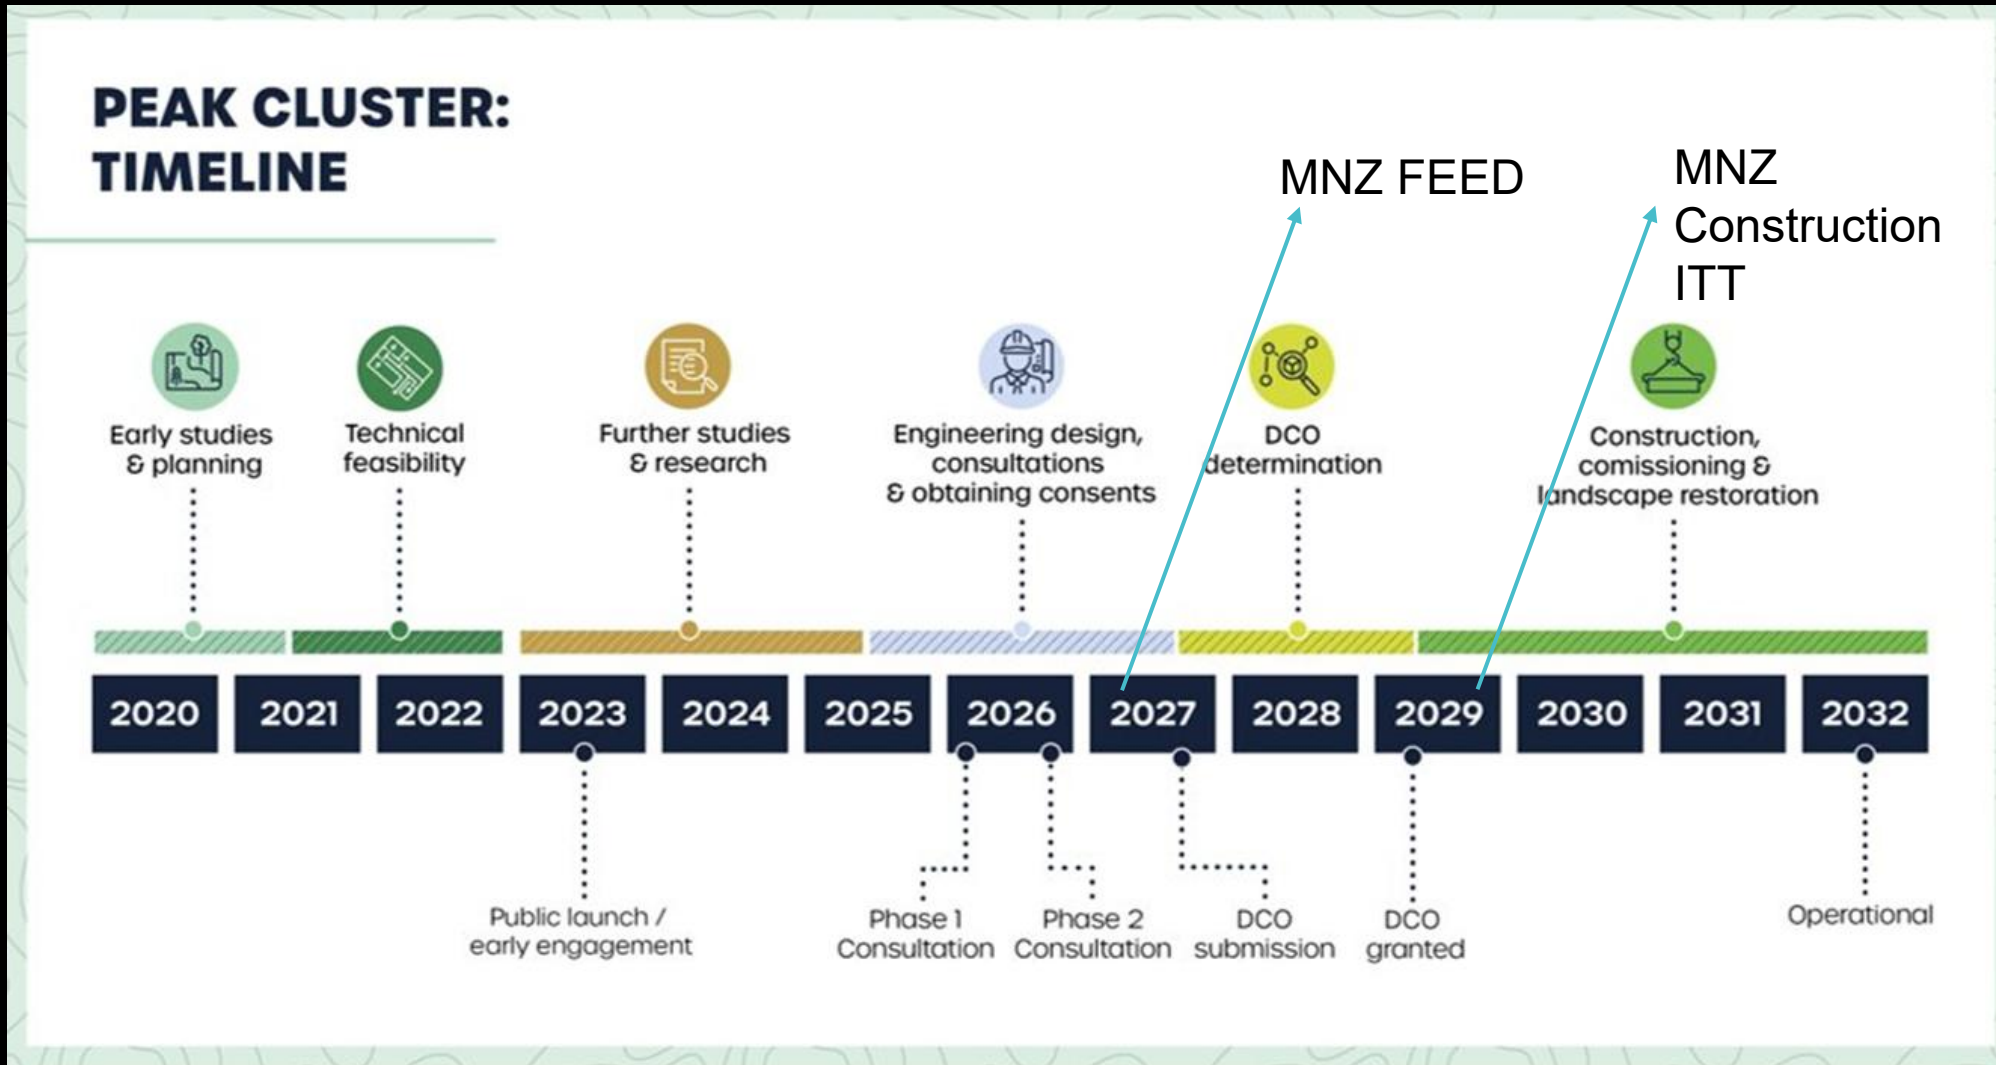 PEAK CLUSTER:
TIMELINE
MNZ FEED
MNZ
Construction
ITT
Early studies
& planning
Technical
feasibility
Further studies
& research
Engineering design,
consultations
& obtaining consents
DCO
determination
Construction,
comissioning &
landscape restoration
2020
2021
2022
2023
2024
2025
2026
2027
2028
2029
2030
2031
2032
Public launch /
early engagement
Phase 1
Consultation
Phase 2
Consultation
DCO
submission
DCO
granted
Operational